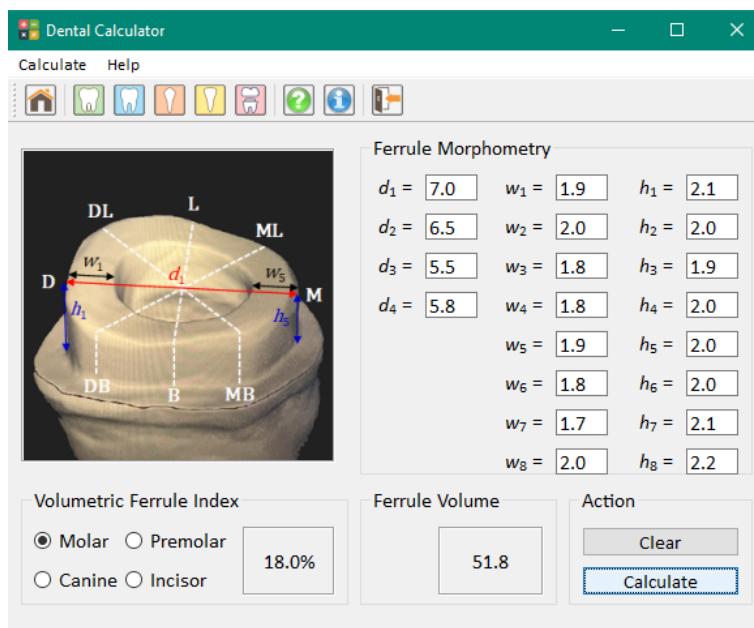 Dental Calculator
Calculate Help
DL L ML
w₁ d₁ w₅
D M
h₁ h₅
DB B MB
Ferrule Morphometry
d₁ = 7.0 w₁ = 1.9 h₁ = 2.1
d₂ = 6.5 w₂ = 2.0 h₂ = 2.0
d₃ = 5.5 w₃ = 1.8 h₃ = 1.9
d₄ = 5.8 w₄ = 1.8 h₄ = 2.0
w₅ = 1.9 h₅ = 2.0
w₆ = 1.8 h₆ = 2.0
w₇ = 1.7 h₇ = 2.1
w₈ = 2.0 h₈ = 2.2
Volumetric Ferrule Index
Molar Premolar
Canine Incisor
18.0%
Ferrule Volume
51.8
Action
Clear
Calculate